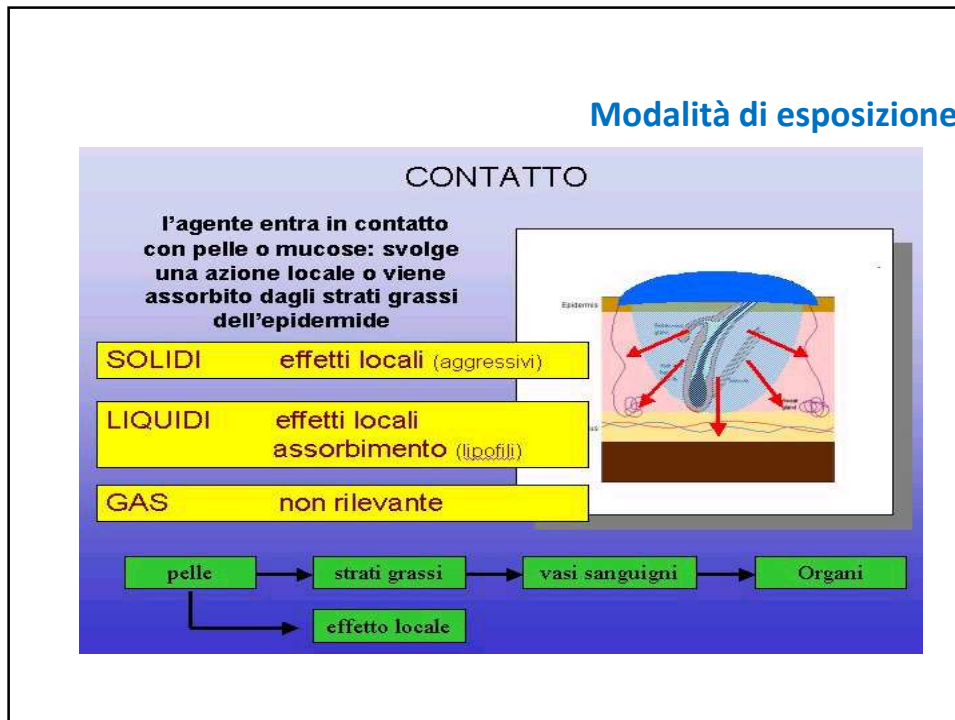 Modalità di esposizione
CONTATTO
l'agente entra in contatto
con pelle o mucose: svolge
una azione locale o viene
assorbito dagli strati grassi
dell'epidermide
SOLIDI effetti locali (aggressivi)
LIQUIDI effetti locali
assorbimento (lipofili)
GAS non rilevante
Epidermis
gland
pelle
strati grassi
vasi sanguigni
Organi
effetto locale